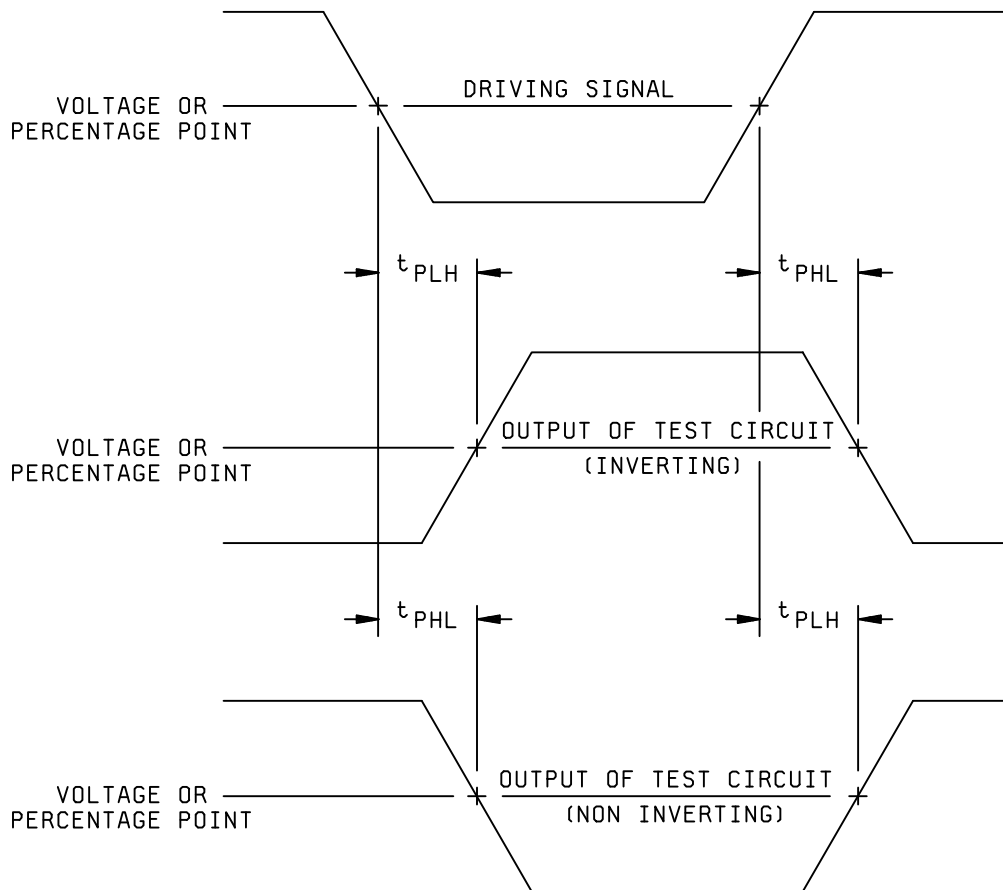 DRIVING SIGNAL
VOLTAGE OR
PERCENTAGE POINT
tPLH
tPHL
OUTPUT OF TEST CIRCUIT
(INVERTING)
VOLTAGE OR
PERCENTAGE POINT
tPHL
tPLH
OUTPUT OF TEST CIRCUIT
(NON INVERTING)
VOLTAGE OR
PERCENTAGE POINT